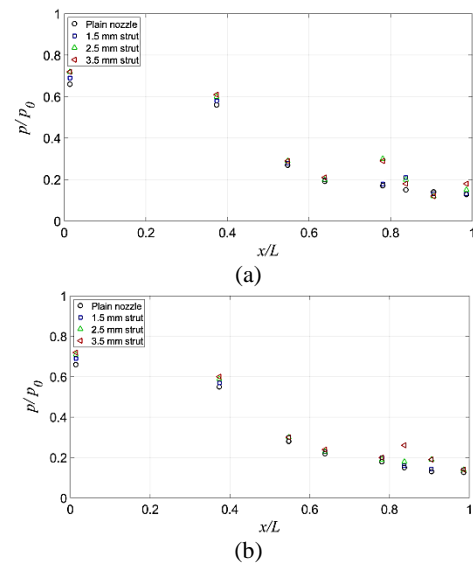 1
0.8
0.6
0.4
0.2
0
p/p0
Plain nozzle
1.5 mm strut
2.5 mm strut
3.5 mm strut
0 0.2 0.4 0.6 0.8 1
x/L
(a)
1
0.8
0.6
0.4
0.2
0
p/p0
Plain nozzle
1.5 mm strut
2.5 mm strut
3.5 mm strut
0 0.2 0.4 0.6 0.8 1
x/L
(b)